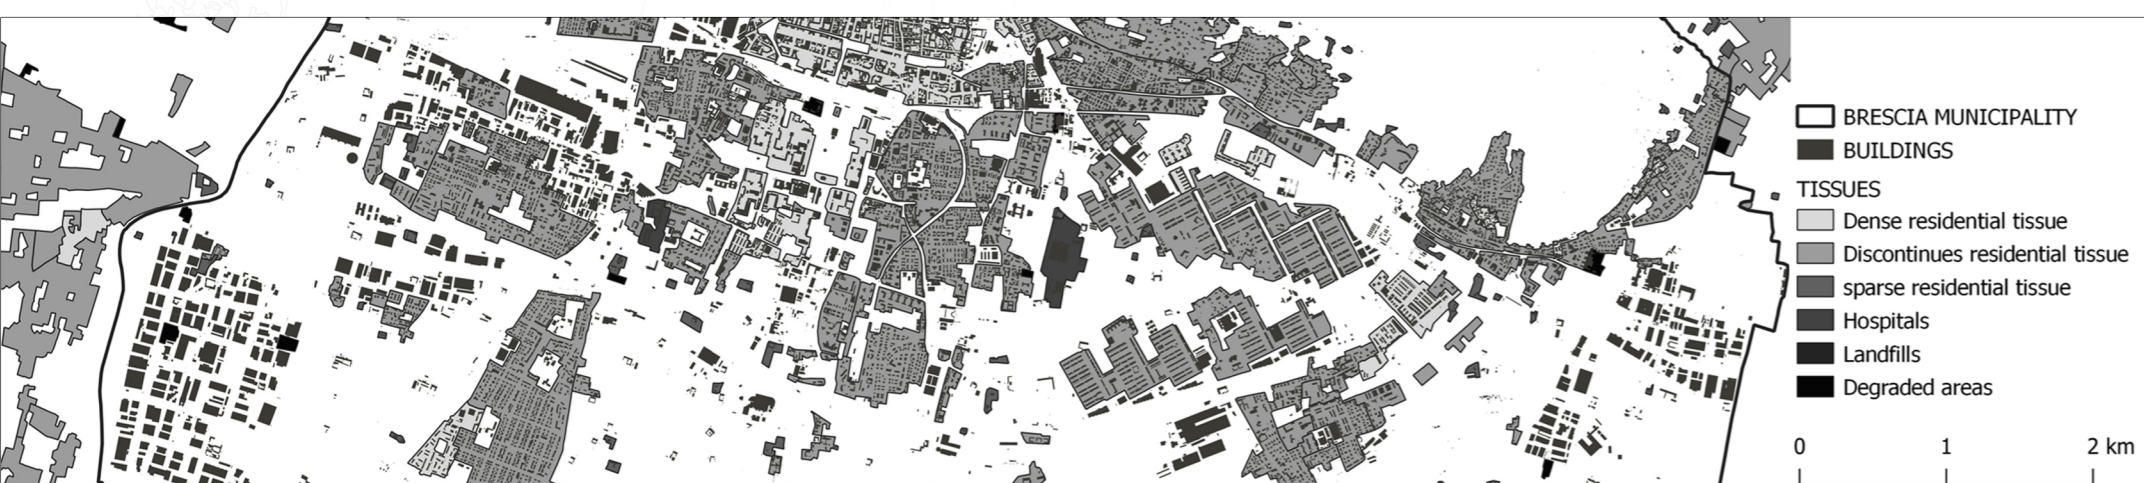 BRESCIA MUNICIPALITY
BUILDINGS
TISSUES
Dense residential tissue
Discontinues residential tissue
sparse residential tissue
Hospitals
Landfills
Degraded areas
0 1 2 km